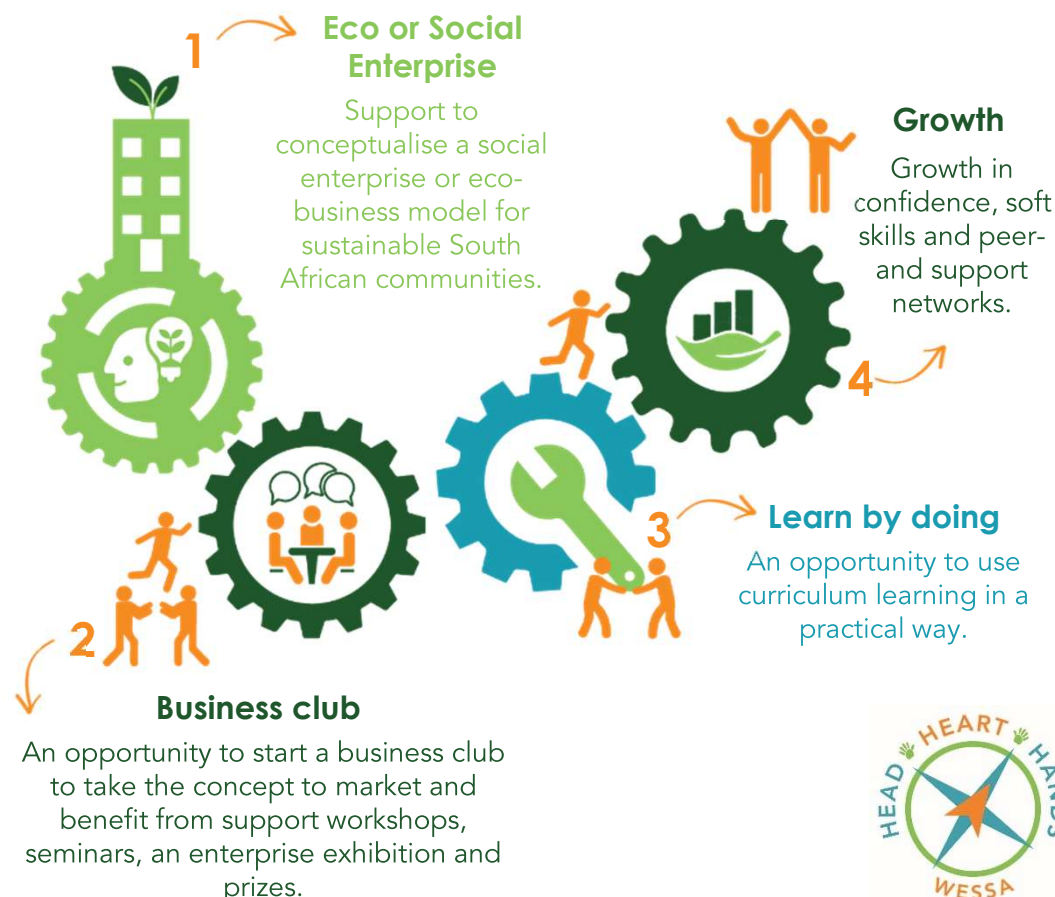 1
Eco or Social
Enterprise
Support to
conceptualise a social
enterprise or eco-
business model for
sustainable South
African communities.
2
Business club
An opportunity to start a business club
to take the concept to market and
benefit from support workshops,
seminars, an enterprise exhibition and
prizes.
3
Learn by doing
An opportunity to use
curriculum learning in a
practical way.
4
Growth
Growth in
confidence, soft
skills and peer-
and support
networks.
HEAD
HEART
HANDS
WESSA